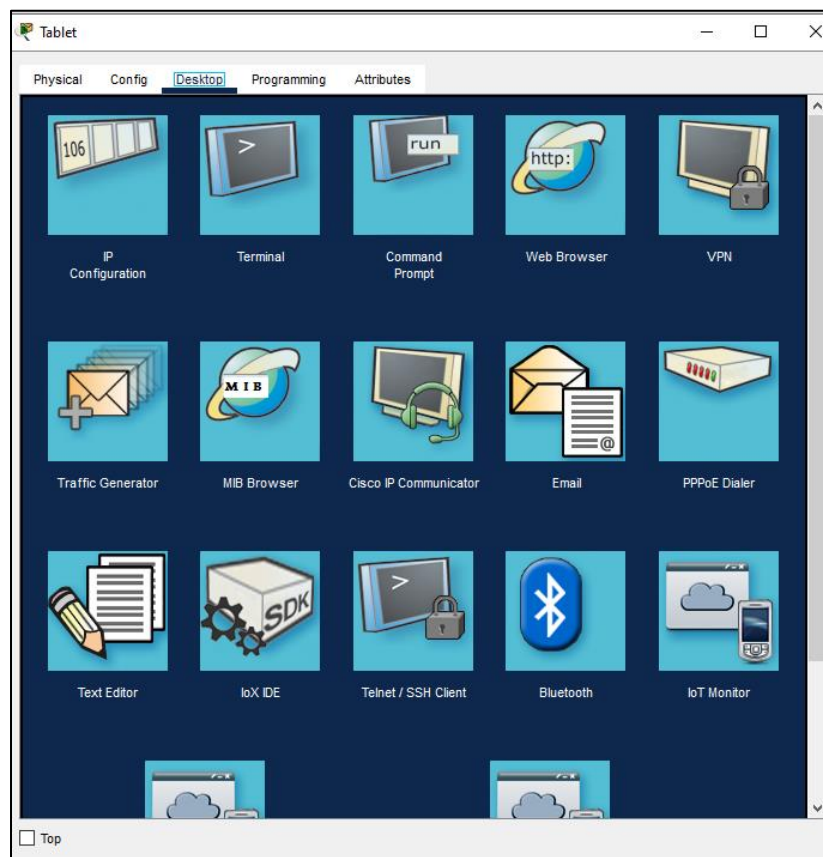 Tablet
Physical Config Desktop Programming Attributes
106
>
run
http:
IP
Configuration
Terminal
Command
Prompt
Web Browser
VPN
MIB
@
Traffic Generator
MIB Browser
Cisco IP Communicator
Email
PPPoE Dialer
SDK
>
Text Editor
IoX IDE
Telnet / SSH Client
Bluetooth
IoT Monitor
Top